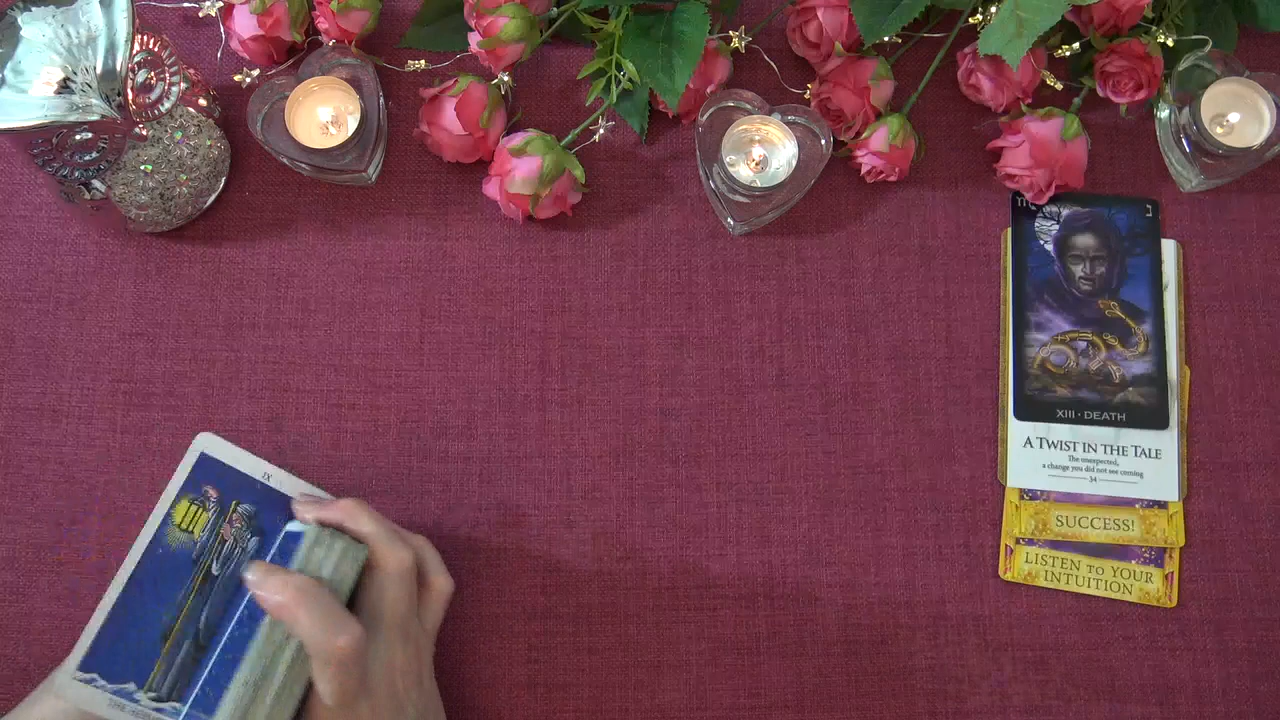 XIII · DEATH
A TWIST IN THE TALE
The unexpected,
a change you did not see coming
34
SUCCESS!
LISTEN TO YOUR
INTUITION
IX